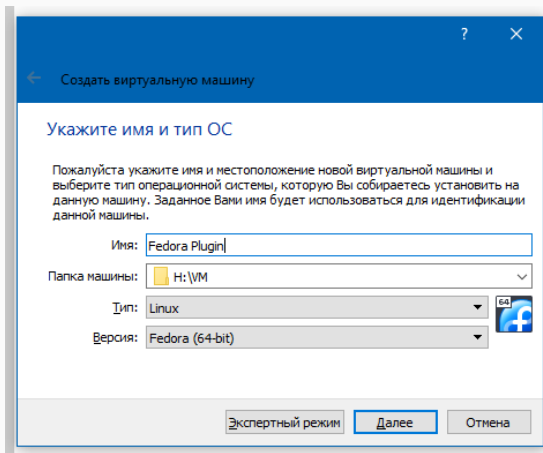 ?
Создать виртуальную машину
Укажите имя и тип ОС
Пожалуйста укажите имя и местоположение новой виртуальной машины и
выберите тип операционной системы, которую Вы собираетесь установить на
данную машину. Заданное Вами имя будет использоваться для идентификации
данной машины.
Имя: Fedora Plugin
Папка машины: H:\VM
Тип: Linux 64
Версия: Fedora (64-bit)
Экспертный режим Далее Отмена